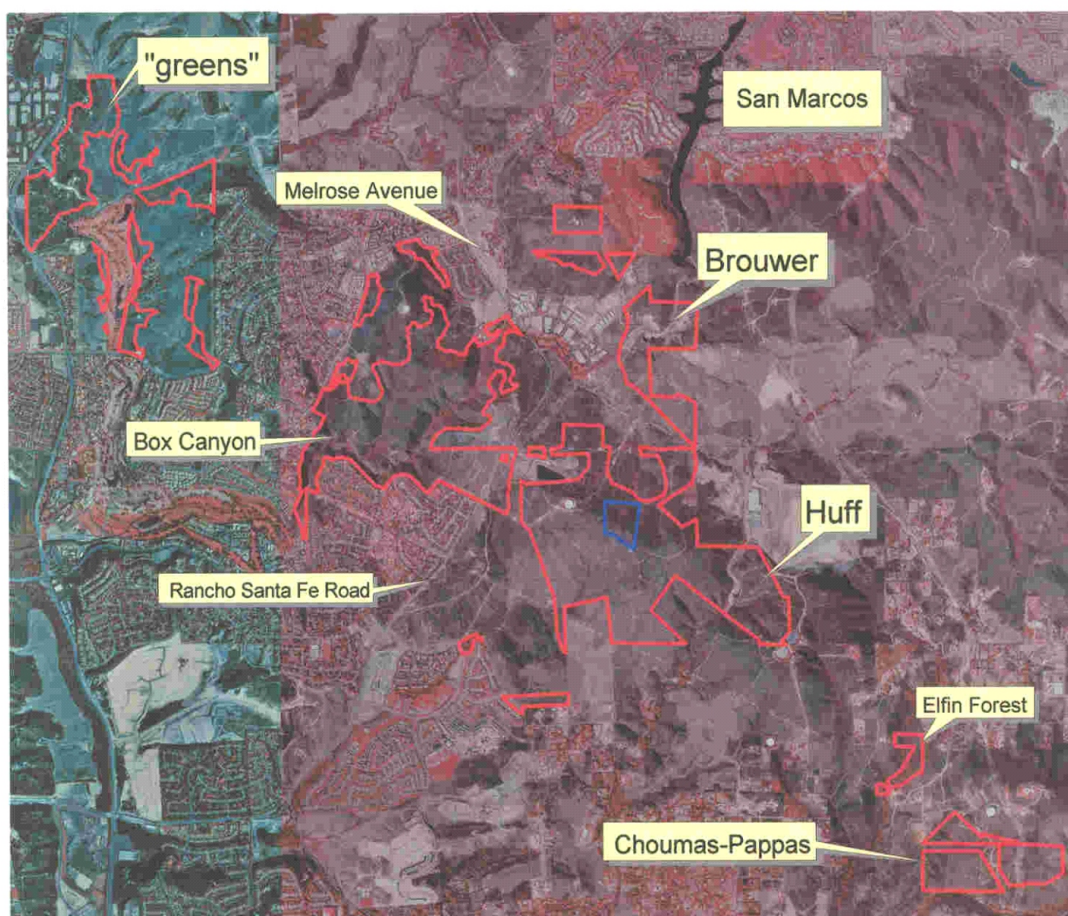 "greens"
San Marcos
Melrose Avenue
Brouwer
Box Canyon
Huff
Rancho Santa Fe Road
Elfin Forest
Choumas-Pappas